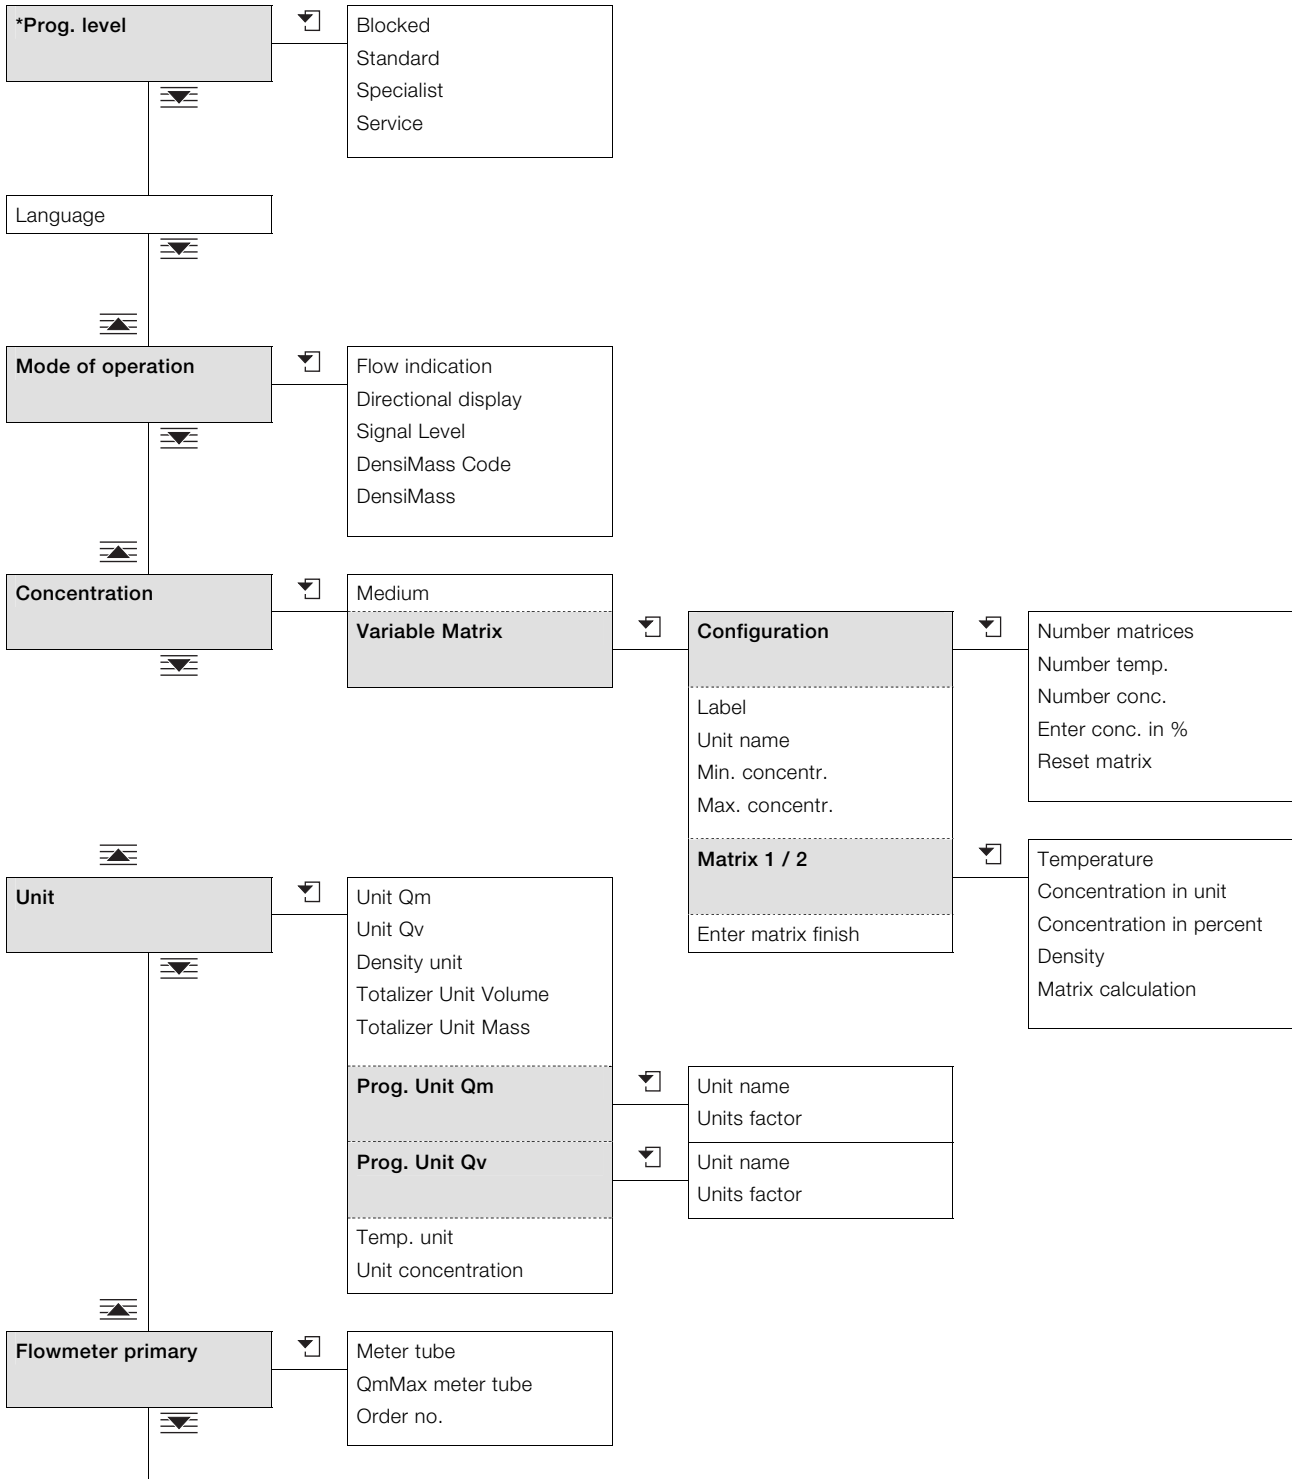 *Prog. level
Blocked
Standard
Specialist
Service
Language
Mode of operation
Flow indication
Directional display
Signal Level
DensiMass Code
DensiMass
Concentration
Medium
Variable Matrix
Configuration
Number matrices
Number temp.
Number conc.
Enter conc. in %
Reset matrix
Label
Unit name
Min. concentr.
Max. concentr.
Matrix 1 / 2
Temperature
Concentration in unit
Concentration in percent
Density
Matrix calculation
Enter matrix finish
Unit
Unit Qm
Unit Qv
Density unit
Totalizer Unit Volume
Totalizer Unit Mass
Prog. Unit Qm
Unit name
Units factor
Prog. Unit Qv
Unit name
Units factor
Temp. unit
Unit concentration
Flowmeter primary
Meter tube
QmMax meter tube
Order no.